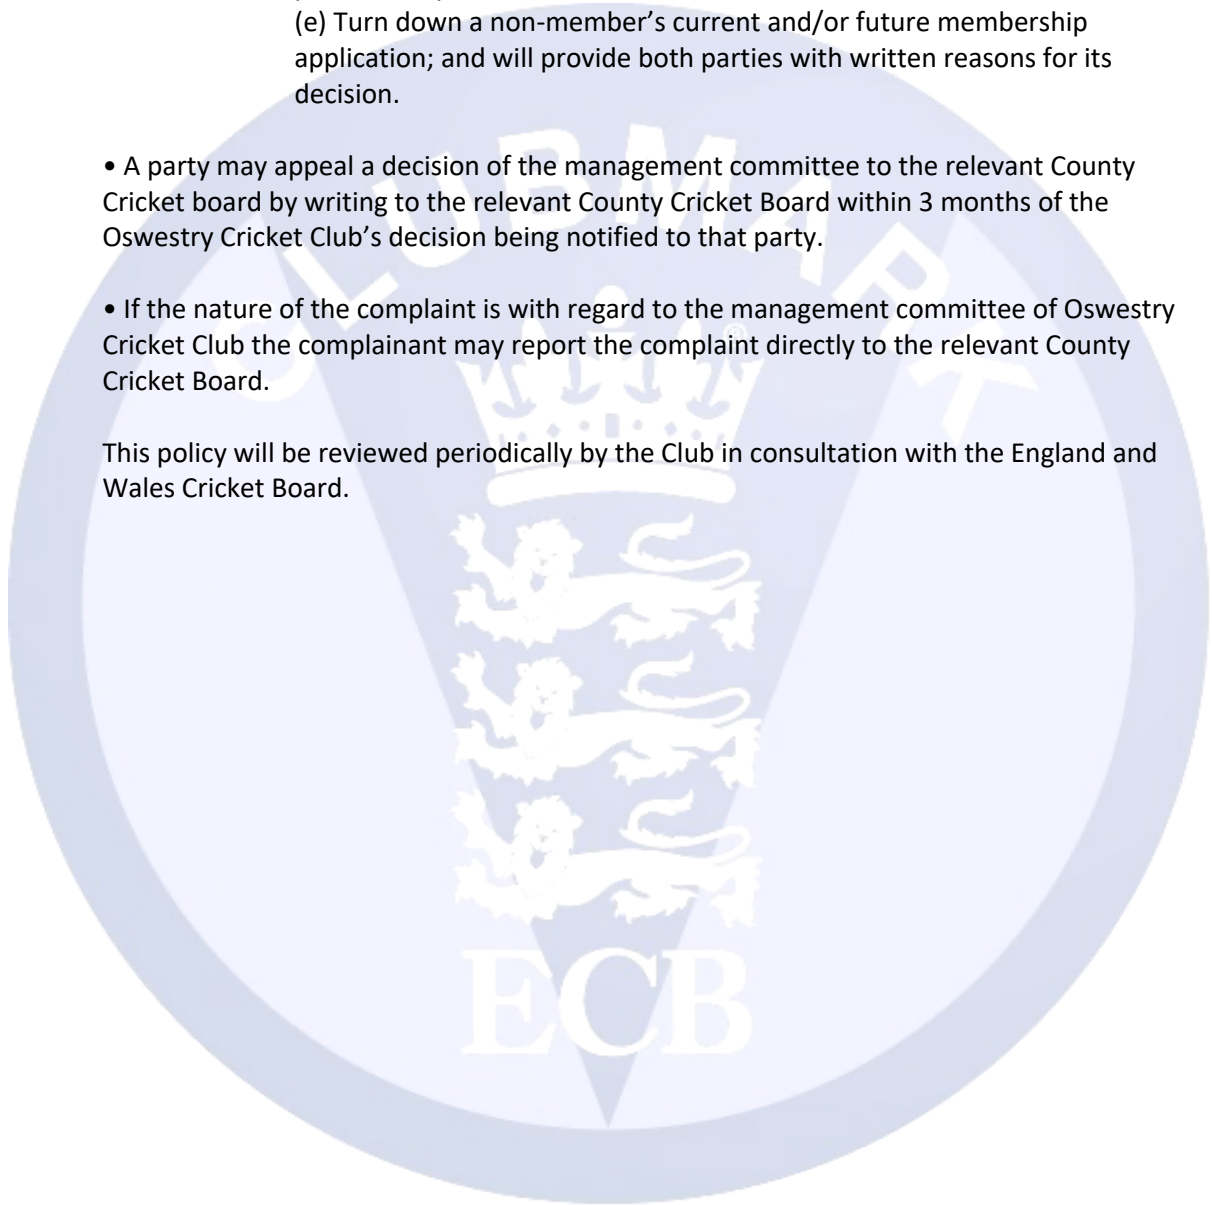 (e) Turn down a non-member’s current and/or future membership
application; and will provide both parties with written reasons for its
decision.
• A party may appeal a decision of the management committee to the relevant County
Cricket board by writing to the relevant County Cricket Board within 3 months of the
Oswestry Cricket Club’s decision being notified to that party.
• If the nature of the complaint is with regard to the management committee of Oswestry
Cricket Club the complainant may report the complaint directly to the relevant County
Cricket Board.
This policy will be reviewed periodically by the Club in consultation with the England and
Wales Cricket Board.
CLUBMARK
®
ECB